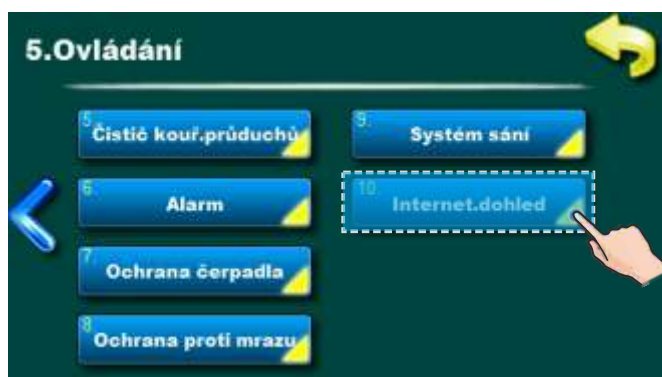 5.Ovládání
5. Čistič kouř.průduchů
6. Alarm
7 Ochrana čerpadla
8 Ochrana proti mrazu
9. Systém sání
10. Internet.dohled